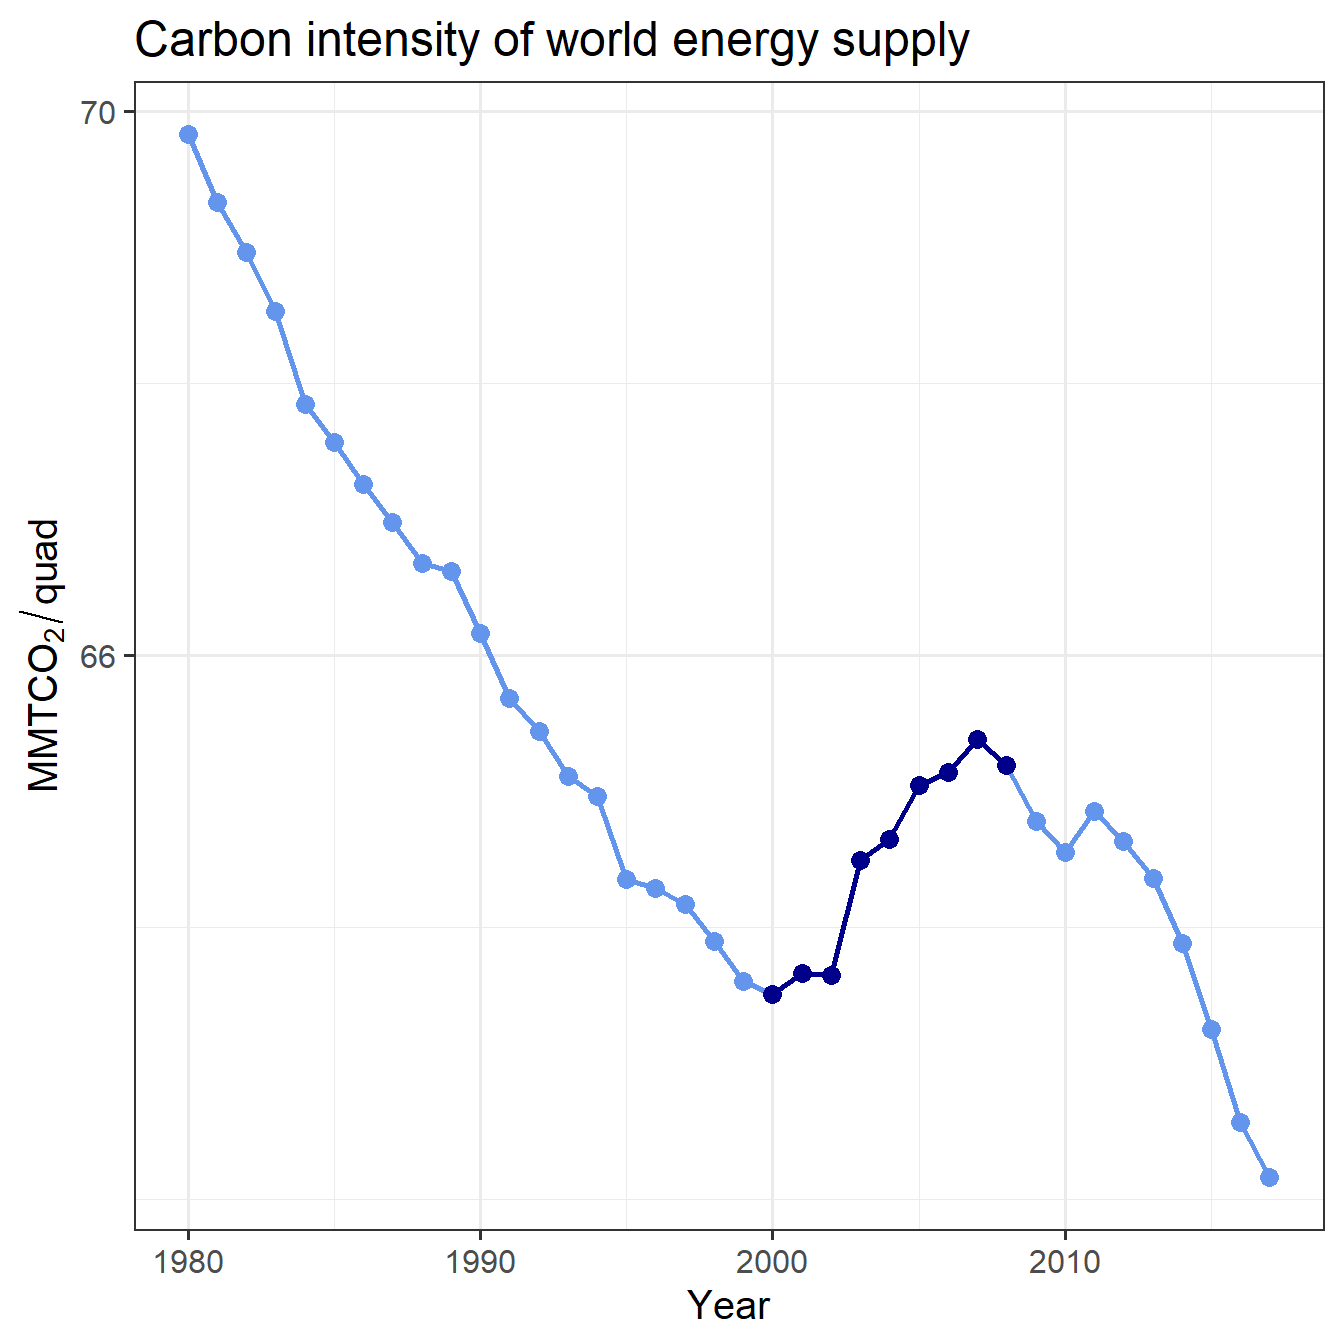 Carbon intensity of world energy supply
70
66
MMTCO₂/ quad
1980 1990 2000 2010
Year